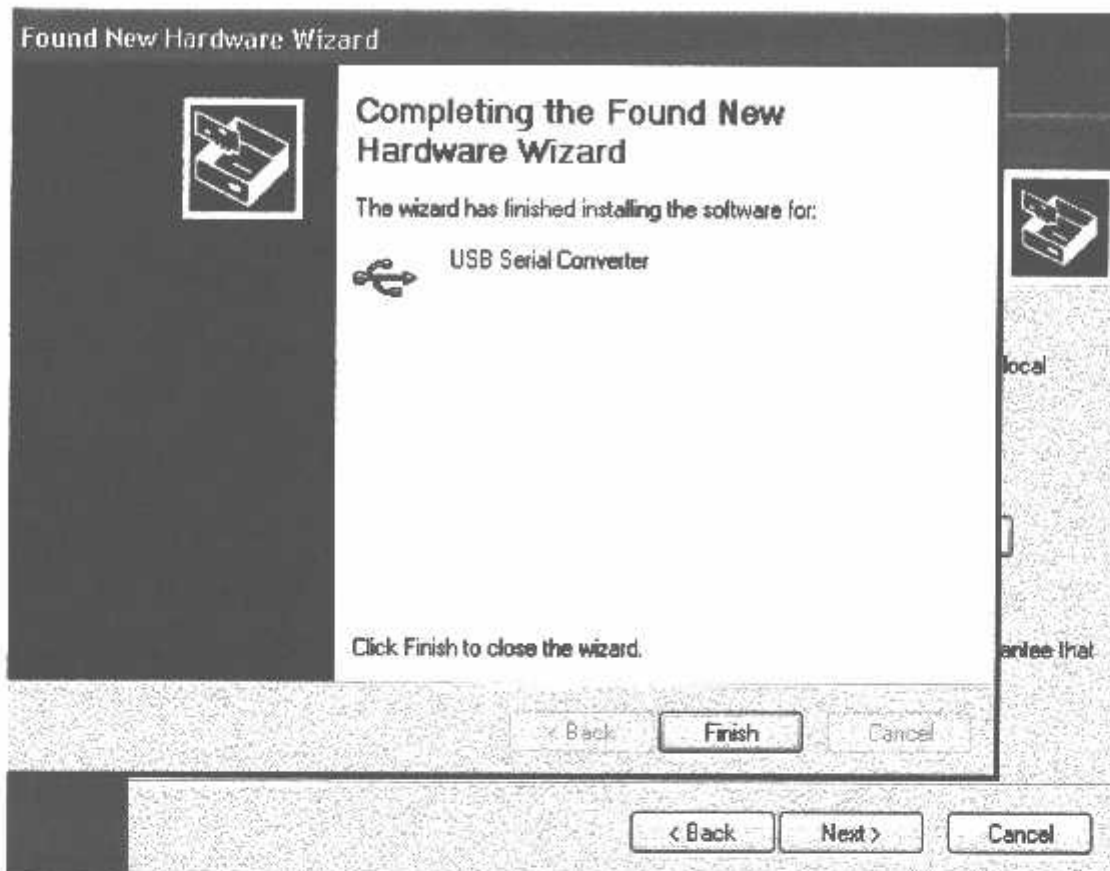 Found New Hardware Wizard
Completing the Found New
Hardware Wizard
The wizard has finished installing the software for:
USB Serial Converter
local
Click Finish to close the wizard.
antee that
< Back
Finish
Cancel
< Back
Next >
Cancel